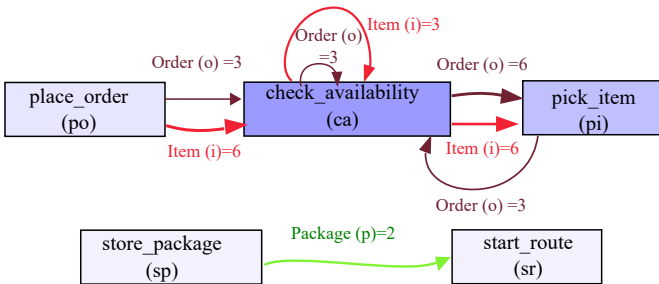 Item (i)=3
Order (o)
=3
Order (o) =3
Order (o) =6
place_order
(po)
check_availability
(ca)
pick_item
(pi)
Item (i)=6
Item (i)=6
Order (o) =3
Package (p)=2
store_package
(sp)
start_route
(sr)